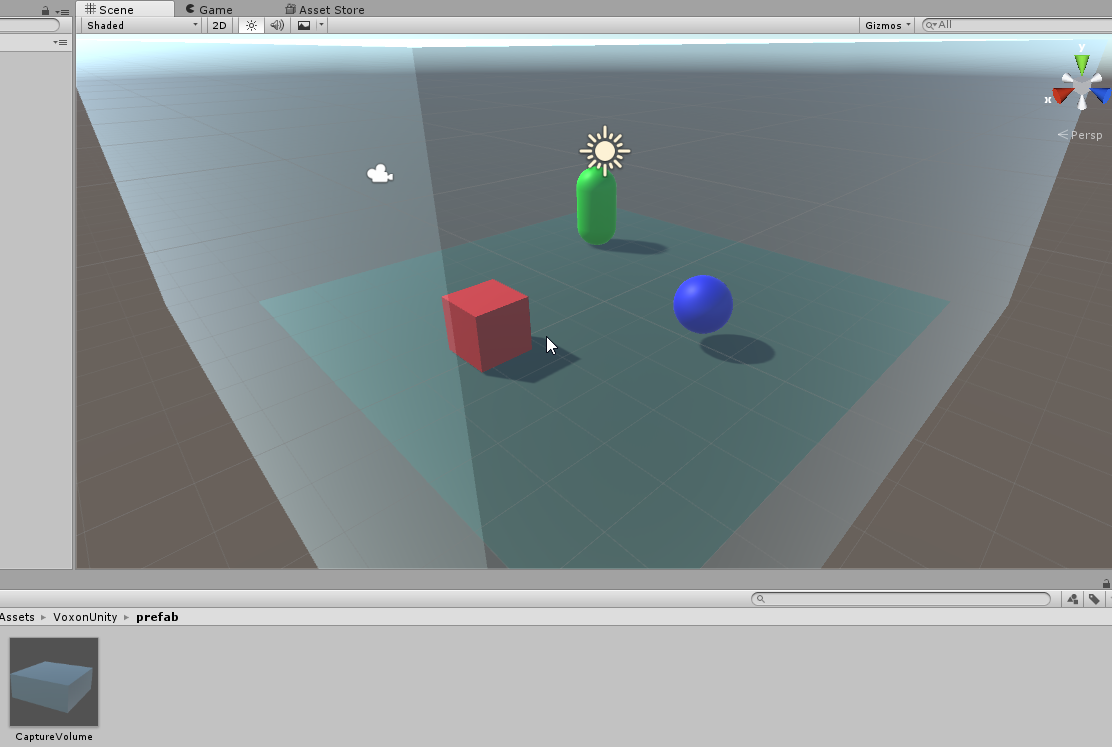 Scene Game Asset Store
Shaded 2D Gizmos All
y
x
Persp
Assets VoxonUnity prefab
CaptureVolume